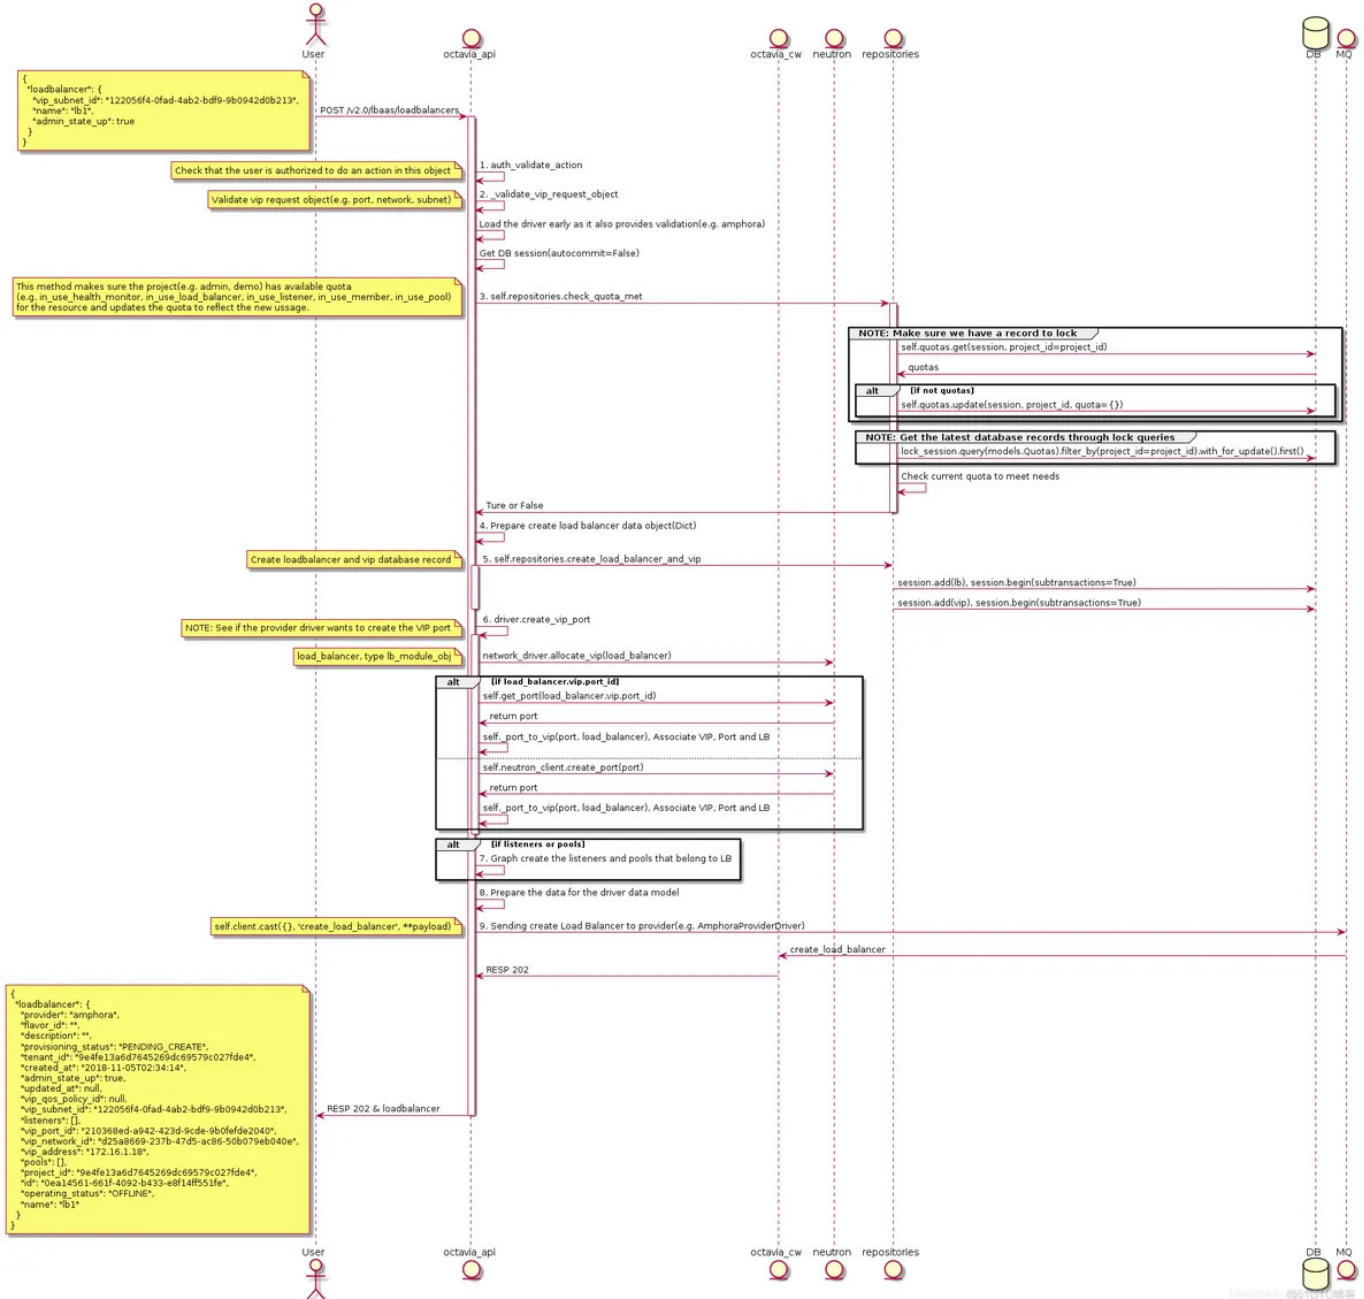 User
octavia_api
octavia_cw
neutron
repositories
DB
MQ
{
"loadbalancer": {
"vip_subnet_id": "122056f4-0fad-4ab2-bdf9-9b0942d0b213",
"name": "lb1",
"admin_state_up": true
}
}
POST /v2.0/lbaas/loadbalancers
Check that the user is authorized to do an action in this object
1. auth_validate_action
Validate vip request object(e.g. port, network, subnet)
2. _validate_vip_request_object
Load the driver early as it also provides validation(e.g. amphora)
Get DB session(autocommit=False)
This method makes sure the project(e.g. admin, demo) has available quota
(e.g. in_use_health_monitor, in_use_load_balancer, in_use_listener, in_use_member, in_use_pool)
for the resource and updates the quota to reflect the new ussage.
3. self.repositories.check_quota_met
NOTE: Make sure we have a record to lock
self.quotas.get(session, project_id=project_id)
quotas
alt [if not quotas]
self.quotas.update(session, project_id, quota={})
NOTE: Get the latest database records through lock queries
lock_session.query(models.Quotas).filter_by(project_id=project_id).with_for_update().first()
Check current quota to meet needs
Ture or False
4. Prepare create load balancer data object(Dict)
Create loadbalancer and vip database record
5. self.repositories.create_load_balancer_and_vip
session.add(lb), session.begin(subtransactions=True)
session.add(vip), session.begin(subtransactions=True)
NOTE: See if the provider driver wants to create the VIP port
6. driver.create_vip_port
load_balancer, type lb_module_obj
network_driver.allocate_vip(load_balancer)
alt [if load_balancer.vip.port_id]
self.get_port(load_balancer.vip.port_id)
return port
self._port_to_vip(port, load_balancer), Associate VIP, Port and LB
self.neutron_client.create_port(port)
return port
self._port_to_vip(port, load_balancer), Associate VIP, Port and LB
alt [if listeners or pools]
7. Graph create the listeners and pools that belong to LB
8. Prepare the data for the driver data model
self.client.cast({}, 'create_load_balancer', **payload)
9. Sending create Load Balancer to provider(e.g. AmphoraProviderDriver)
create_load_balancer
RESP 202
{
"loadbalancer": {
"provider": "amphora",
"flavor_id": "",
"description": "",
"provisioning_status": "PENDING_CREATE",
"tenant_id": "9e4fe13a6d7645269dc69579c027fde4",
"created_at": "2018-11-05T02:34:14",
"admin_state_up": true,
"updated_at": null,
"vip_qos_policy_id": null,
"vip_subnet_id": "122056f4-0fad-4ab2-bdf9-9b0942d0b213",
"listeners": [],
"vip_port_id": "210368ed-a942-423d-9cde-9b0fefde2040",
"vip_network_id": "d25a8669-237b-47d5-ac86-50b079eb040e",
"vip_address": "172.16.1.18",
"pools": [],
"project_id": "9e4fe13a6d7645269dc69579c027fde4",
"id": "0ea14561-661f-4092-b433-e8f14ff551fe",
"operating_status": "OFFLINE",
"name": "lb1"
}
}
RESP 202 & loadbalancer
User
octavia_api
octavia_cw
neutron
repositories
DB
MQ
@51CTO博客